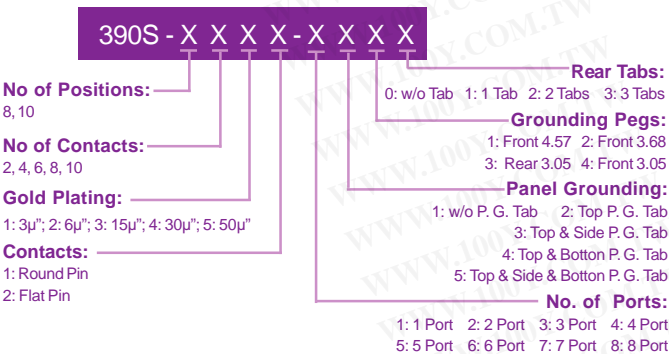 390S - X X X X - X X X X
No of Positions:
8, 10
No of Contacts:
2, 4, 6, 8, 10
Gold Plating:
1: 3µ”; 2: 6µ”; 3: 15µ”; 4: 30µ”; 5: 50µ”
Contacts:
1: Round Pin
2: Flat Pin
Rear Tabs:
0: w/o Tab 1: 1 Tab 2: 2 Tabs 3: 3 Tabs
Grounding Pegs:
1: Front 4.57 2: Front 3.68
3: Rear 3.05 4: Front 3.05
Panel Grounding:
1: w/o P. G. Tab 2: Top P. G. Tab
3: Top & Side P. G. Tab
4: Top & Botton P. G. Tab
5: Top & Side & Botton P. G. Tab
No. of Ports:
1: 1 Port 2: 2 Port 3: 3 Port 4: 4 Port
5: 5 Port 6: 6 Port 7: 7 Port 8: 8 Port
WWW.100Y.COM.TW